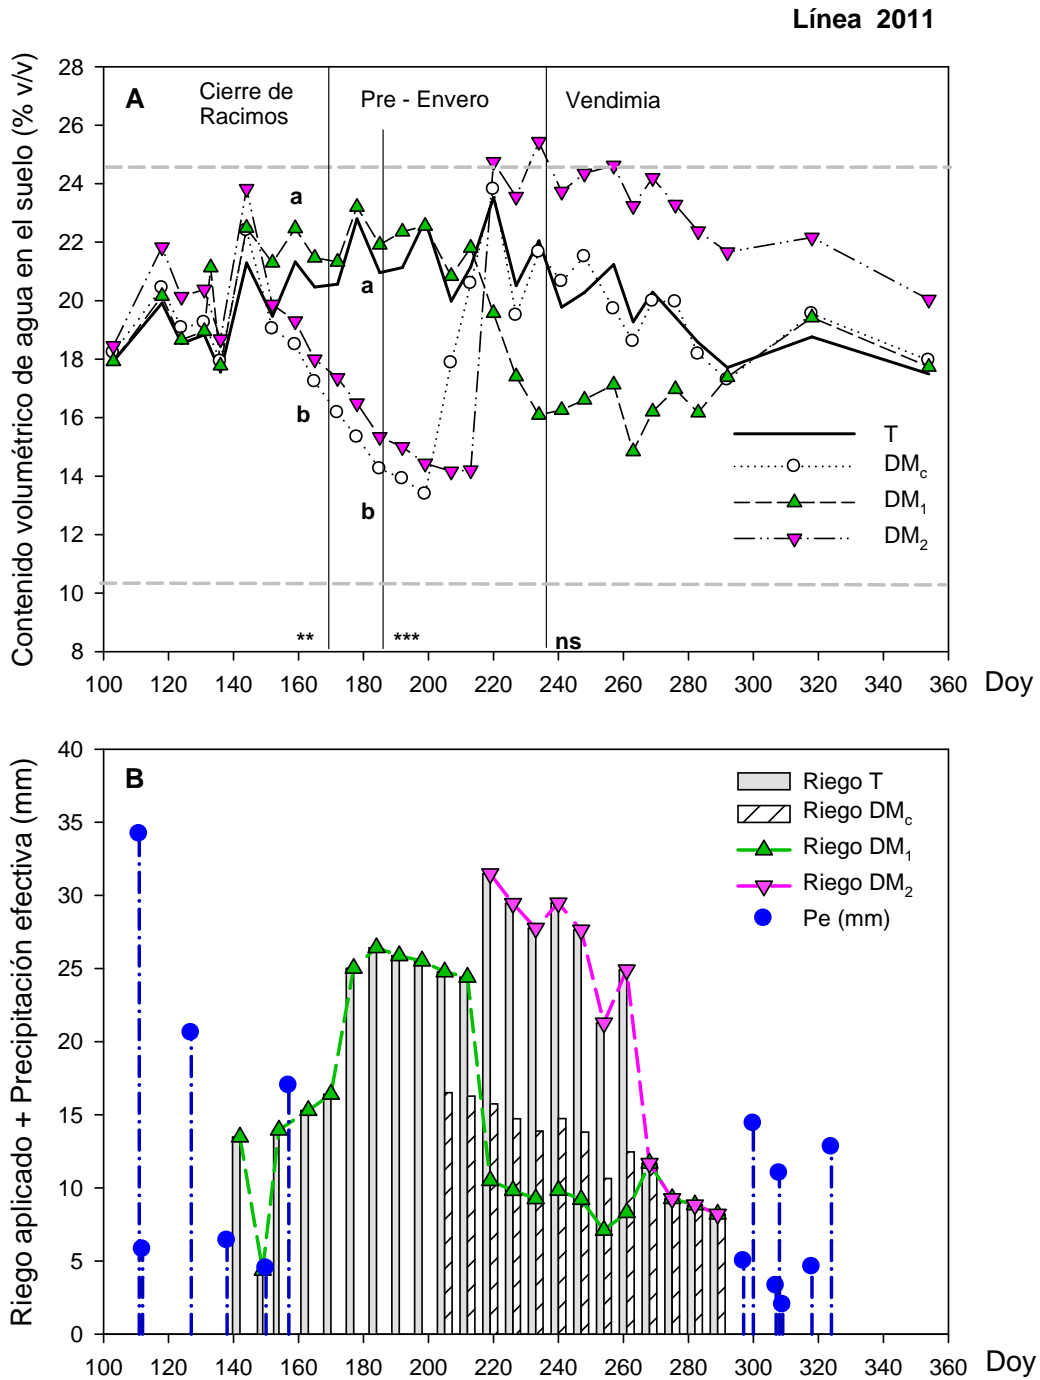 Línea 2011
Contenido volumétrico de agua en el suelo (% v/v)
28
26
24
22
20
18
16
14
12
10
8
A
Cierre de
Racimos
Pre - Envero
Vendimia
a
a
b
b
T
DMc
DM1
DM2
**
***
ns
100 120 140 160 180 200 220 240 260 280 300 320 340 360 Doy
Riego aplicado + Precipitación efectiva (mm)
40
35
30
25
20
15
10
5
0
B
Riego T
Riego DMc
Riego DM1
Riego DM2
Pe (mm)
100 120 140 160 180 200 220 240 260 280 300 320 340 360 Doy